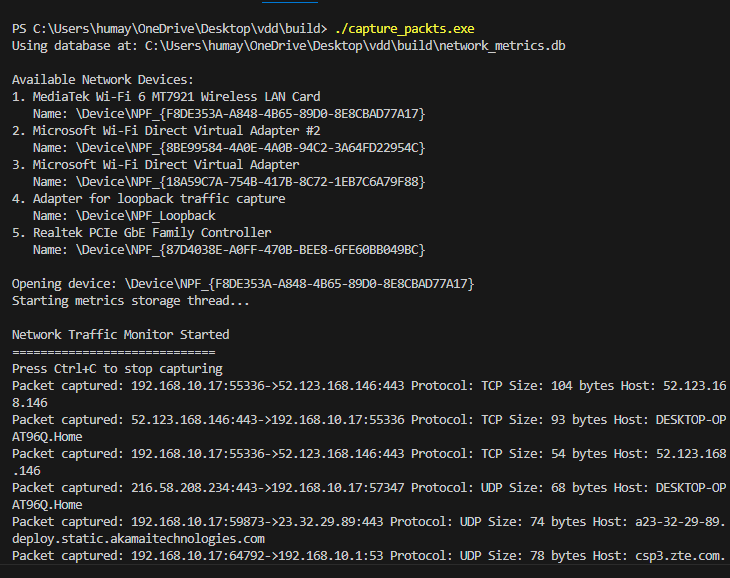 PS C:\Users\humay\OneDrive\Desktop\vdd\build> ./capture_packts.exe
Using database at: C:\Users\humay\OneDrive\Desktop\vdd\build\network_metrics.db
Available Network Devices:
1. MediaTek Wi-Fi 6 MT7921 Wireless LAN Card
   Name: \Device\NPF_{F8DE353A-A848-4B65-89D0-8E8CBAD77A17}
2. Microsoft Wi-Fi Direct Virtual Adapter #2
   Name: \Device\NPF_{8BE99584-4A0E-4A0B-94C2-3A64FD22954C}
3. Microsoft Wi-Fi Direct Virtual Adapter
   Name: \Device\NPF_{18A59C7A-754B-417B-8C72-1EB7C6A79F88}
4. Adapter for loopback traffic capture
   Name: \Device\NPF_Loopback
5. Realtek PCIe GbE Family Controller
   Name: \Device\NPF_{87D4038E-A0FF-470B-BEE8-6FE60BB049BC}
Opening device: \Device\NPF_{F8DE353A-A848-4B65-89D0-8E8CBAD77A17}
Starting metrics storage thread...
Network Traffic Monitor Started
=============================
Press Ctrl+C to stop capturing
Packet captured: 192.168.10.17:55336->52.123.168.146:443 Protocol: TCP Size: 104 bytes Host: 52.123.16
8.146
Packet captured: 52.123.168.146:443->192.168.10.17:55336 Protocol: TCP Size: 93 bytes Host: DESKTOP-OP
AT96Q.Home
Packet captured: 192.168.10.17:55336->52.123.168.146:443 Protocol: TCP Size: 54 bytes Host: 52.123.168
.146
Packet captured: 216.58.208.234:443->192.168.10.17:57347 Protocol: UDP Size: 68 bytes Host: DESKTOP-OP
AT96Q.Home
Packet captured: 192.168.10.17:59873->23.32.29.89:443 Protocol: UDP Size: 74 bytes Host: a23-32-29-89.
deploy.static.akamaitechnologies.com
Packet captured: 192.168.10.17:64792->192.168.10.1:53 Protocol: UDP Size: 78 bytes Host: csp3.zte.com.